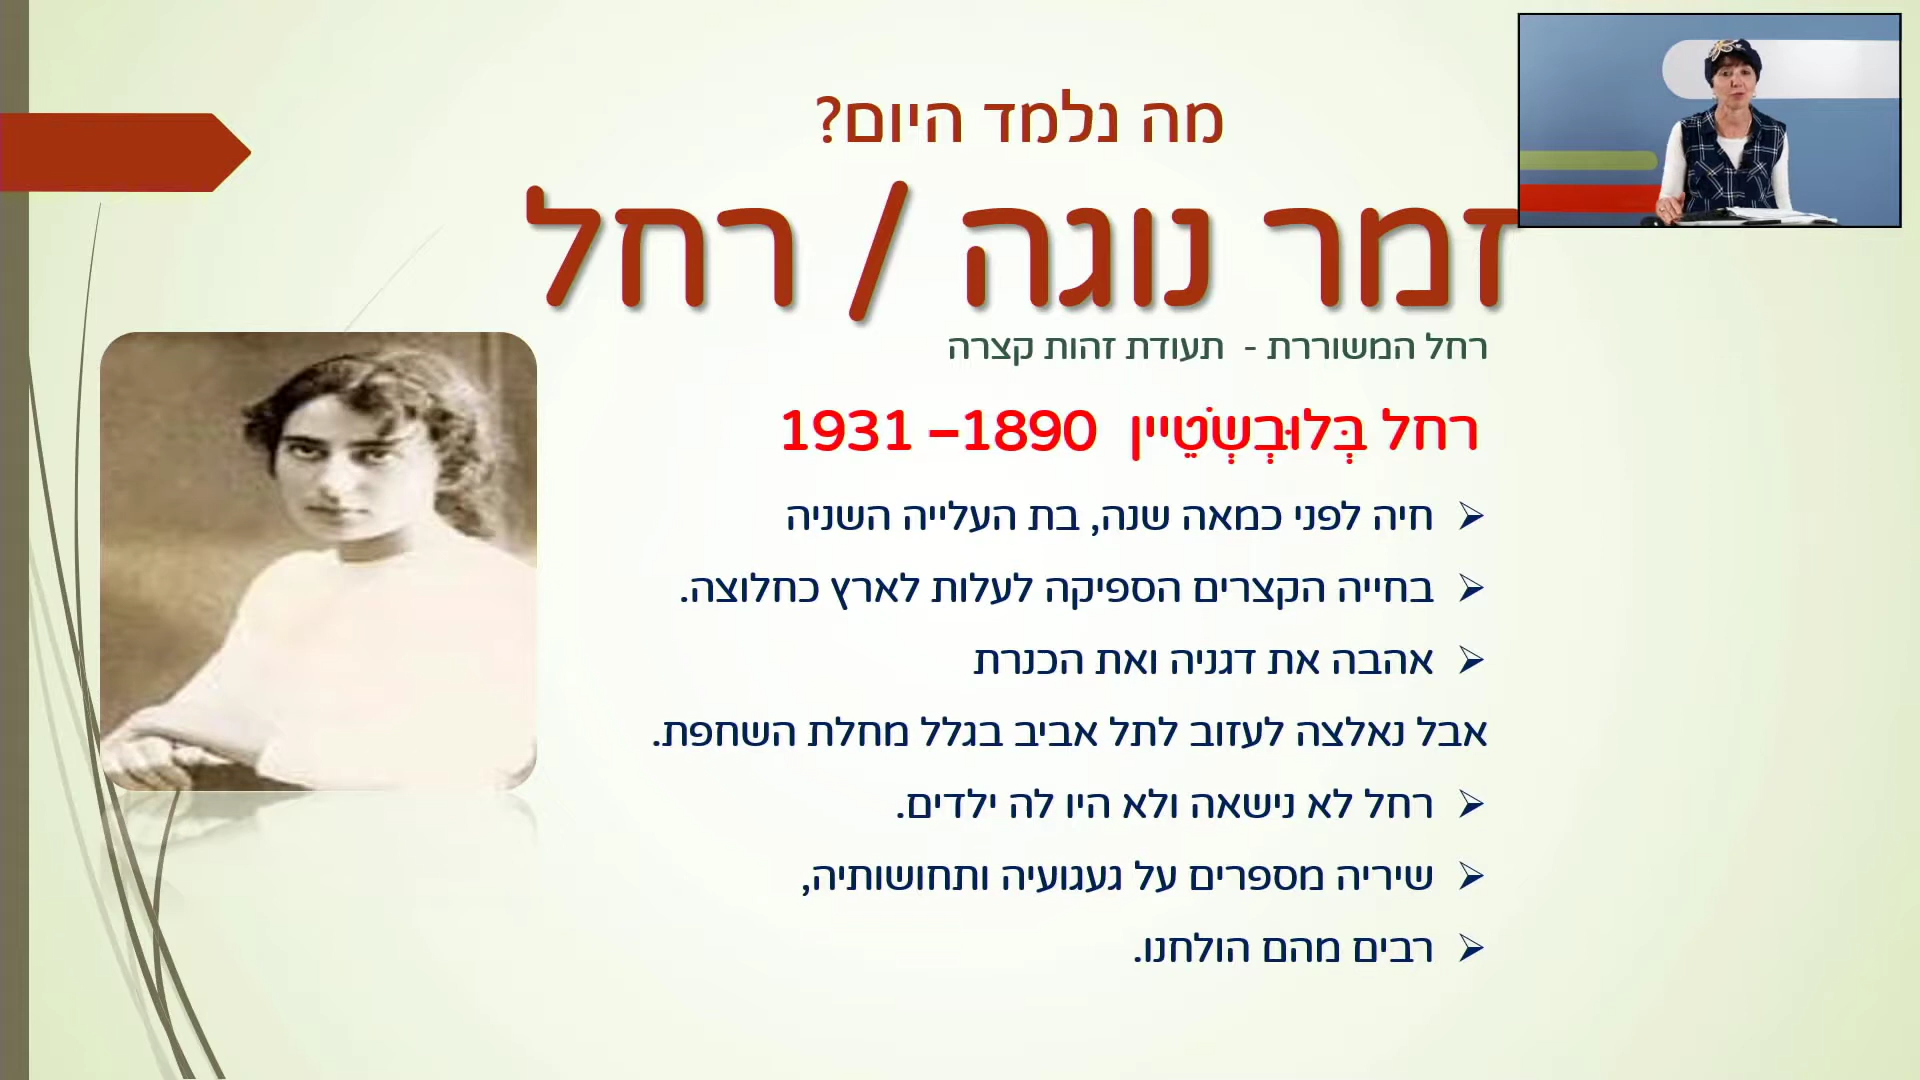 מה נלמד היום?
זמר נוגה / רחל
רחל המשוררת - תעודת זהות קצרה
רחל בְּלוּבְשְׂטֵיין 1890 –1931
חיה לפני כמאה שנה, בת העלייה השניה
בחייה הקצרים הספיקה לעלות לארץ כחלוצה.
אהבה את דגניה ואת הכנרת
אבל נאלצה לעזוב לתל אביב בגלל מחלת השחפת.
רחל לא נישאה ולא היו לה ילדים.
שיריה מספרים על געגועיה ותחושותיה,
רבים מהם הולחנו.